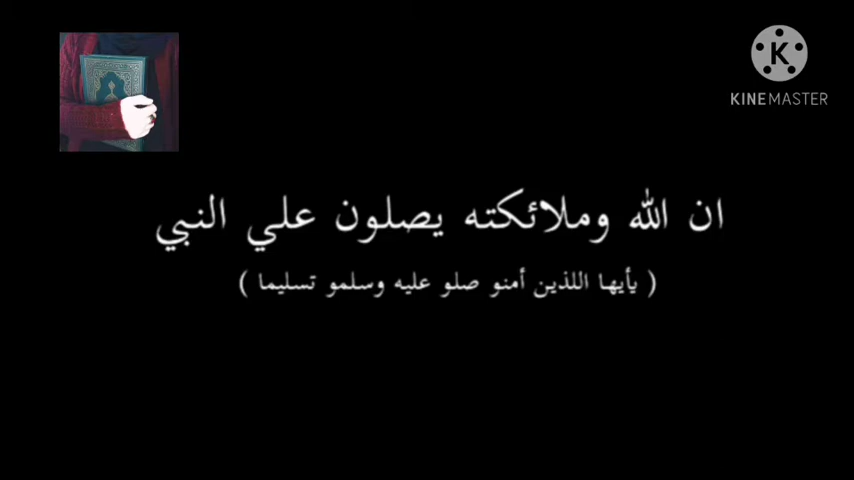 KINEMASTER
ان الله وملائكته يصلون علي النبي
( يأيها اللذين أمنو صلو عليه وسلمو تسليما )